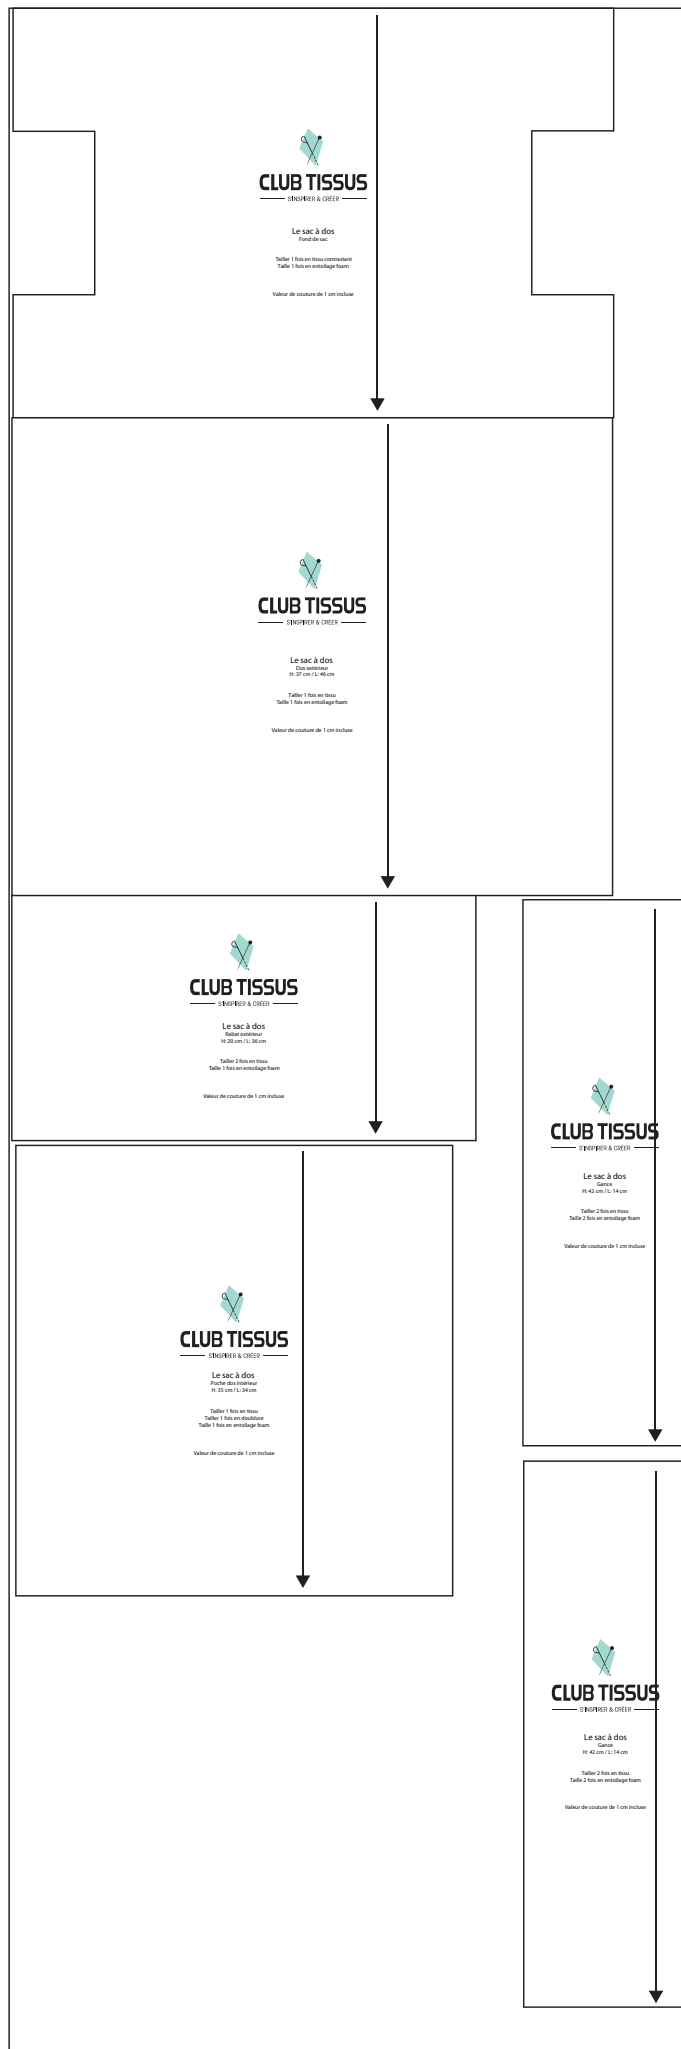 CLUB TISSUS
S'INSPIRER & CRÉER
Le sac à dos
Fond de sac
Tailler 1 fois en tissu contrastant
Taille 1 fois en entoilage foam
Valeur de couture de 1 cm incluse
CLUB TISSUS
S'INSPIRER & CRÉER
Le sac à dos
Dos extérieur
H: 37 cm / L: 46 cm
Tailler 1 fois en tissu
Taille 1 fois en entoilage foam
Valeur de couture de 1 cm incluse
CLUB TISSUS
S'INSPIRER & CRÉER
Le sac à dos
Rabat extérieur
H: 20 cm / L: 36 cm
Tailler 2 fois en tissu
Taille 1 fois en entoilage foam
Valeur de couture de 1 cm incluse
CLUB TISSUS
S'INSPIRER & CRÉER
Le sac à dos
Gance
H: 42 cm / L: 14 cm
Tailler 2 fois en tissu
Taille 2 fois en entoilage foam
Valeur de couture de 1 cm incluse
CLUB TISSUS
S'INSPIRER & CRÉER
Le sac à dos
Poche dos intérieur
H: 35 cm / L: 34 cm
Tailler 1 fois en tissu
Tailler 1 fois en doublure
Taille 1 fois en entoilage foam
Valeur de couture de 1 cm incluse
CLUB TISSUS
S'INSPIRER & CRÉER
Le sac à dos
Gance
H: 42 cm / L: 14 cm
Tailler 2 fois en tissu
Taille 2 fois en entoilage foam
Valeur de couture de 1 cm incluse